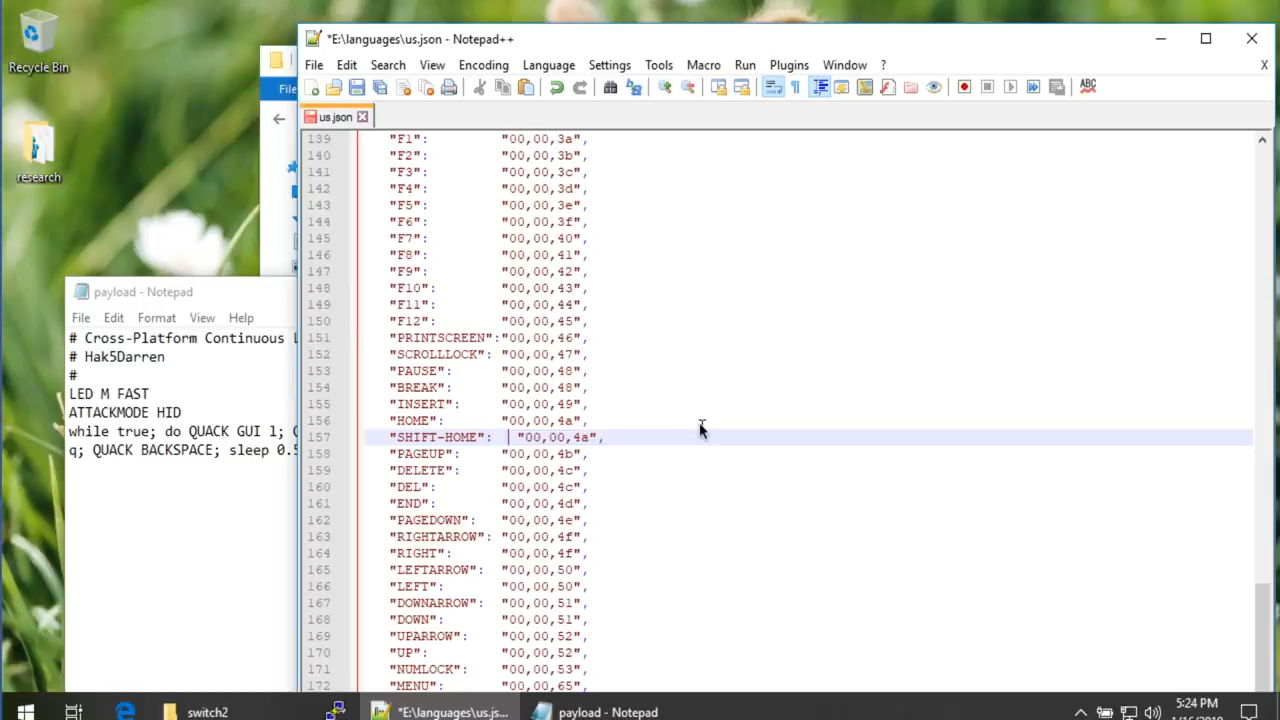 Recycle Bin
research
*E:\languages\us.json - Notepad++
File Edit Search View Encoding Language Settings Tools Macro Run Plugins Window ? X
File
ABC
us.json
139 "F1": "00,00,3a",
140 "F2": "00,00,3b",
141 "F3": "00,00,3c",
142 "F4": "00,00,3d",
143 "F5": "00,00,3e",
144 "F6": "00,00,3f",
145 "F7": "00,00,40",
146 "F8": "00,00,41",
147 "F9": "00,00,42",
148 "F10": "00,00,43",
149 "F11": "00,00,44",
150 "F12": "00,00,45",
151 "PRINTSCREEN":"00,00,46",
152 "SCROLLLOCK": "00,00,47",
153 "PAUSE": "00,00,48",
154 "BREAK": "00,00,48",
155 "INSERT": "00,00,49",
156 "HOME": "00,00,4a",
157 "SHIFT-HOME": "00,00,4a",
158 "PAGEUP": "00,00,4b",
159 "DELETE": "00,00,4c",
160 "DEL": "00,00,4c",
161 "END": "00,00,4d",
162 "PAGEDOWN": "00,00,4e",
163 "RIGHTARROW": "00,00,4f",
164 "RIGHT": "00,00,4f",
165 "LEFTARROW": "00,00,50",
166 "LEFT": "00,00,50",
167 "DOWNARROW": "00,00,51",
168 "DOWN": "00,00,51",
169 "UPARROW": "00,00,52",
170 "UP": "00,00,52",
171 "NUMLOCK": "00,00,53",
172 "MENU": "00,00,65",
payload - Notepad
File Edit Format View Help
# Cross-Platform Continuous
# Hak5Darren
#
LED M FAST
ATTACKMODE HID
while true; do QUACK GUI l;
q; QUACK BACKSPACE; sleep 0.5
switch2
*E:\languages\us.js...
payload - Notepad
5:24 PM